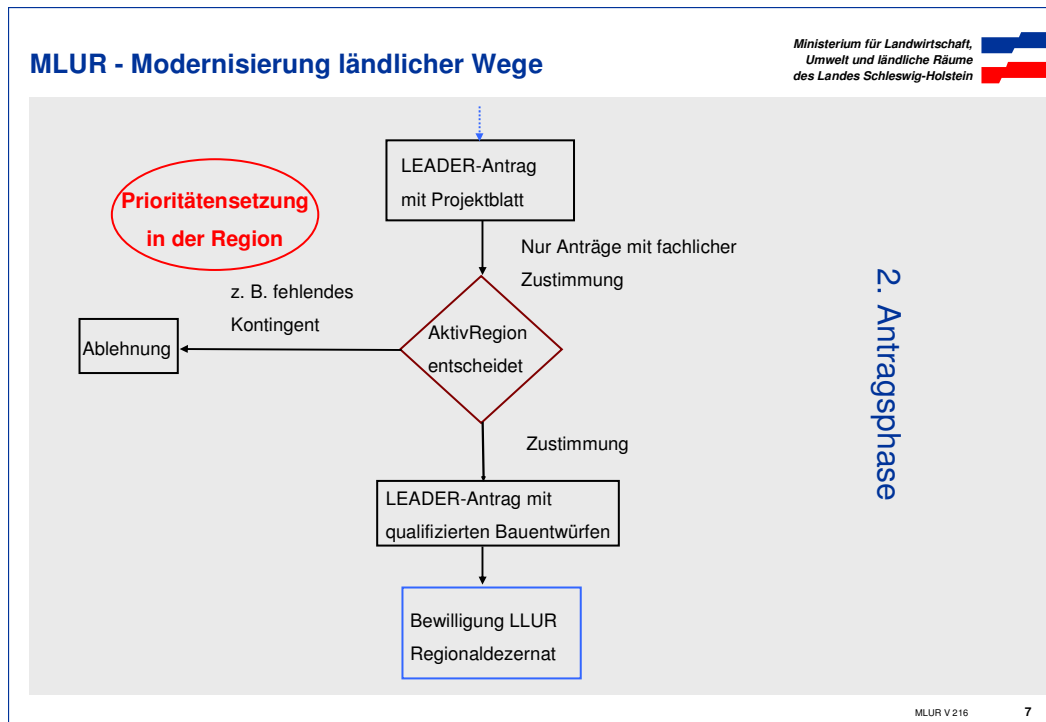 MLUR - Modernisierung ländlicher Wege
Ministerium für Landwirtschaft,
Umwelt und ländliche Räume
des Landes Schleswig-Holstein
LEADER-Antrag
mit Projektblatt
Prioritätensetzung
in der Region
Nur Anträge mit fachlicher
Zustimmung
z. B. fehlendes
Kontingent
Ablehnung
AktivRegion
entscheidet
2. Antragsphase
Zustimmung
LEADER-Antrag mit
qualifizierten Bauentwürfen
Bewilligung LLUR
Regionaldezernat
MLUR V 216
7